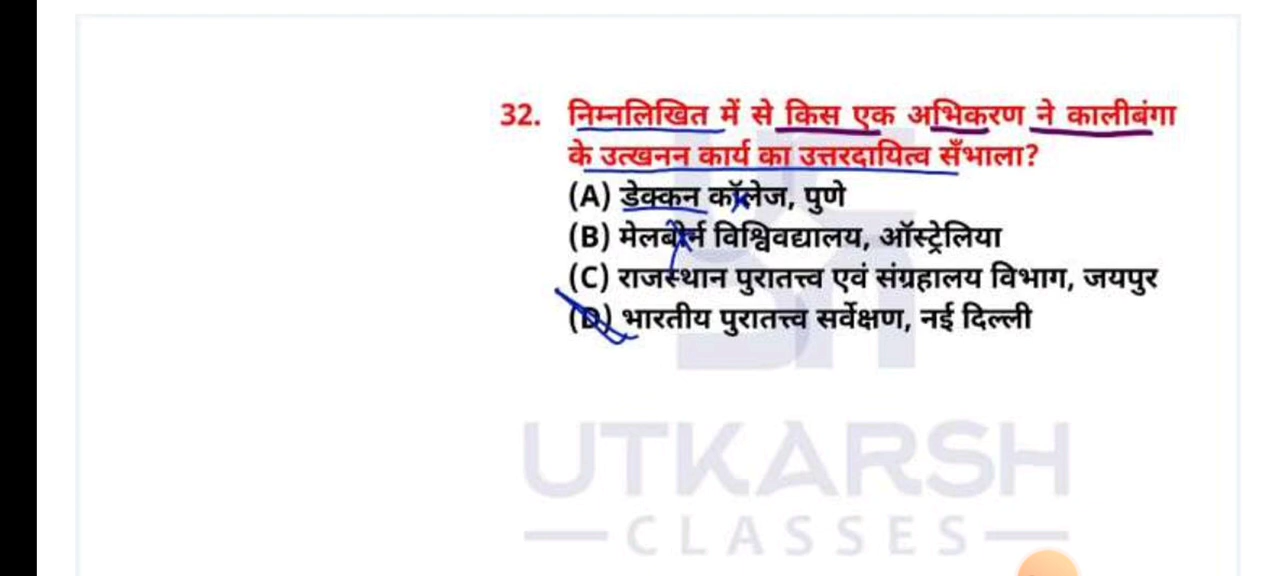 32. निम्नलिखित में से किस एक अभिकरण ने कालीबंगा
के उत्खनन कार्य का उत्तरदायित्व सँभाला?
(A) डेक्कन कॉलेज, पुणे
(B) मेलबोर्न विश्विवद्यालय, ऑस्ट्रेलिया
(C) राजस्थान पुरातत्त्व एवं संग्रहालय विभाग, जयपुर
(D) भारतीय पुरातत्त्व सर्वेक्षण, नई दिल्ली
UTKARSH
CLASSES